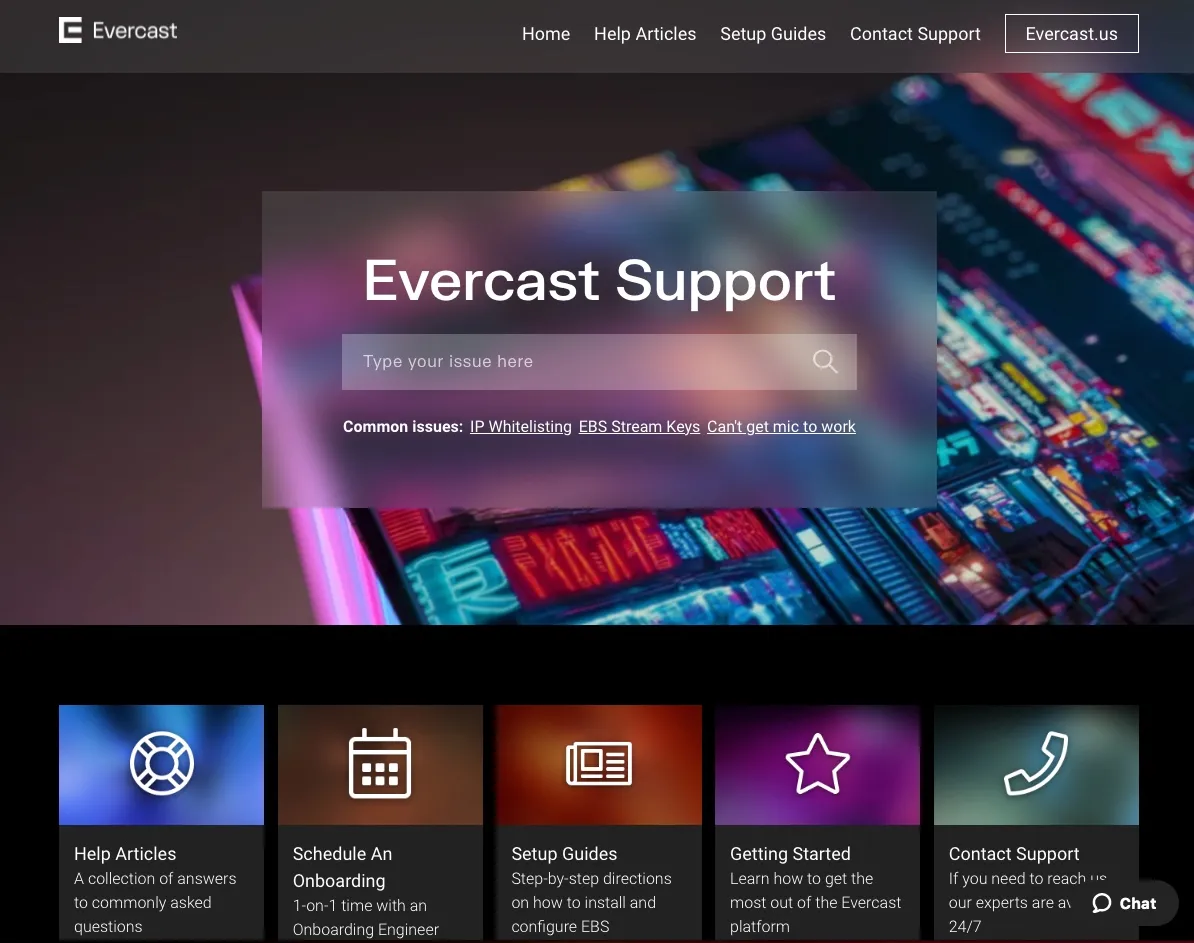 Evercast
Home Help Articles Setup Guides Contact Support Evercast.us
Evercast Support
Type your issue here
Common issues: IP Whitelisting EBS Stream Keys Can't get mic to work
Help Articles
A collection of answers
to commonly asked
questions
Schedule An
Onboarding
1-on-1 time with an
Onboarding Engineer
Setup Guides
Step-by-step directions
on how to install and
configure EBS
Getting Started
Learn how to get the
most out of the Evercast
platform
Contact Support
If you need to reach us
our experts are
24/7
Chat